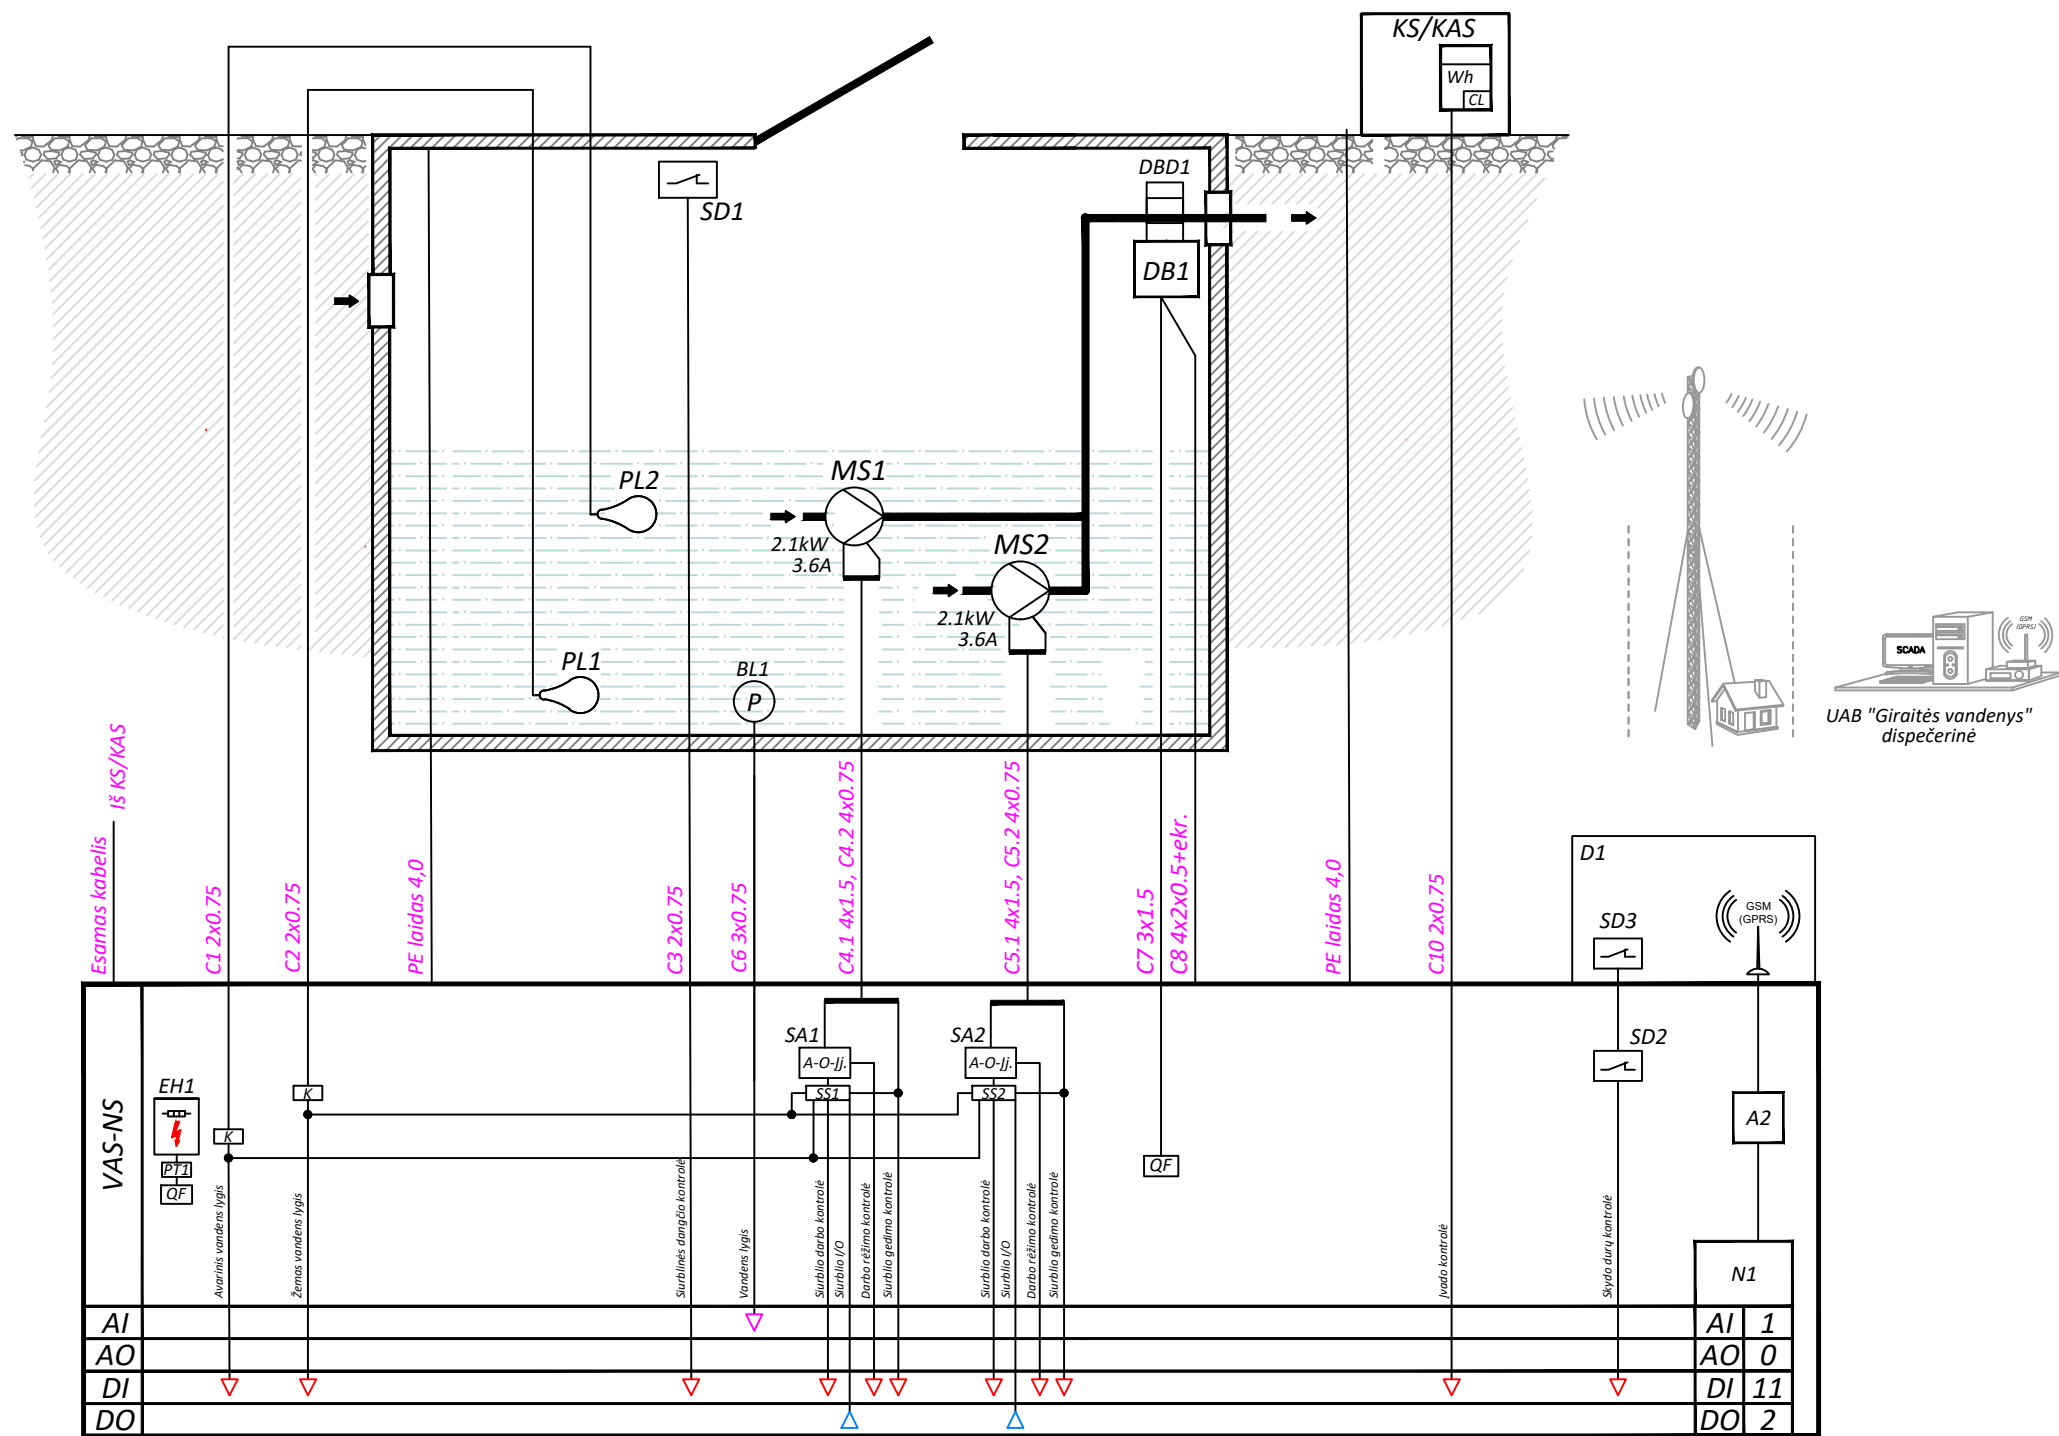 KS/KAS
Wh
CL
DBD1
SD1
DB1
PL2
MS1
2.1kW
3.6A
MS2
2.1kW
3.6A
PL1
BL1
P
GSM
(GPRS)
SCADA
UAB "Giraitės vandenys"
dispečerinė
Esamas kabelis Iš KS/KAS
C1 2x0.75
C2 2x0.75
PE laidas 4,0
C3 2x0.75
C6 3x0.75
C4.1 4x1.5, C4.2 4x0.75
C5.1 4x1.5, C5.2 4x0.75
C7 3x1.5
C8 4x2x0.5+ekr.
PE laidas 4,0
C10 2x0.75
D1
SD3
GSM
(GPRS)
VAS-NS
EH1
PT1
QF
K
K
SA1
A-O-Įj.
SS1
SA2
A-O-Įj.
SS2
QF
SD2
A2
N1
Avarinis vandens lygis
Žemas vandens lygis
Siurblinės dangčio kontrolė
Vandens lygis
Siurblio darbo kontrolė
Siurblio I/O
Darbo rėžimo kontrolė
Siurblio gedimo kontrolė
Siurblio darbo kontrolė
Siurblio I/O
Darbo rėžimo kontrolė
Siurblio gedimo kontrolė
Įvado kontrolė
Skydo durų kontrolė
AI AI 1
AO AO 0
DI DI 11
DO DO 2